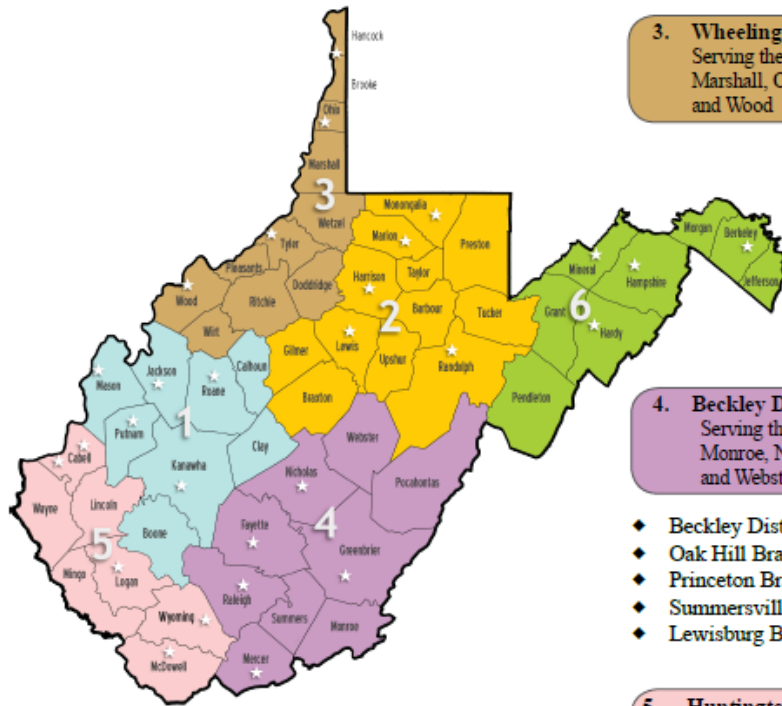 Hancock
Brooke
Ohio
Marshall
3
Wetzel
Tyler
Pleasants
Doddridge
Wood
Ritchie
Wirt
Monongalia
Marion
Preston
Taylor
Harrison
Barbour
Tucker
2
Lewis
Gilmer
Upshur
Randolph
Braxton
Morgan
Berkeley
Jefferson
Mineral
Hampshire
6
Grant
Hardy
Pendleton
Jackson
Calhoun
Mason
Roane
Putnam
1
Clay
Kanawha
Boone
Cabell
Wayne
Lincoln
5
Mingo
Logan
Wyoming
McDowell
Webster
Nicholas
Pocahontas
Fayette
4
Greenbrier
Raleigh
Summers
Monroe
Mercer
3. Wheeling
Serving the
Marshall, O
and Wood
4. Beckley D
Serving th
Monroe, N
and Webst
◆ Beckley Dist
◆ Oak Hill Bra
◆ Princeton Br
◆ Summersvill
◆ Lewisburg B